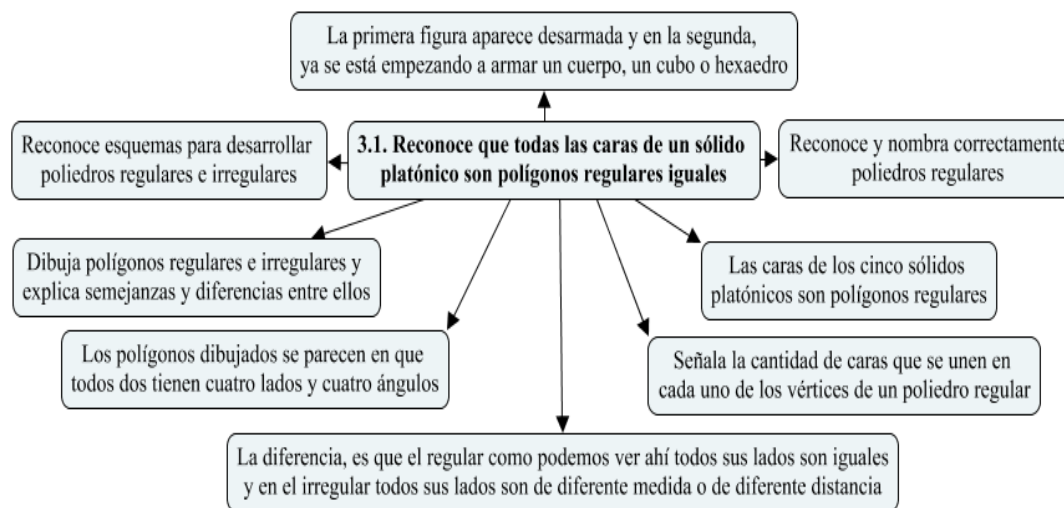 La primera figura aparece desarmada y en la segunda,
ya se está empezando a armar un cuerpo, un cubo o hexaedro
Reconoce esquemas para desarrollar
poliedros regulares e irregulares
3.1. Reconoce que todas las caras de un sólido
platónico son polígonos regulares iguales
Reconoce y nombra correctamente
poliedros regulares
Dibuja polígonos regulares e irregulares y
explica semejanzas y diferencias entre ellos
Las caras de los cinco sólidos
platónicos son polígonos regulares
Los polígonos dibujados se parecen en que
todos dos tienen cuatro lados y cuatro ángulos
Señala la cantidad de caras que se unen en
cada uno de los vértices de un poliedro regular
La diferencia, es que el regular como podemos ver ahí todos sus lados son iguales
y en el irregular todos sus lados son de diferente medida o de diferente distancia